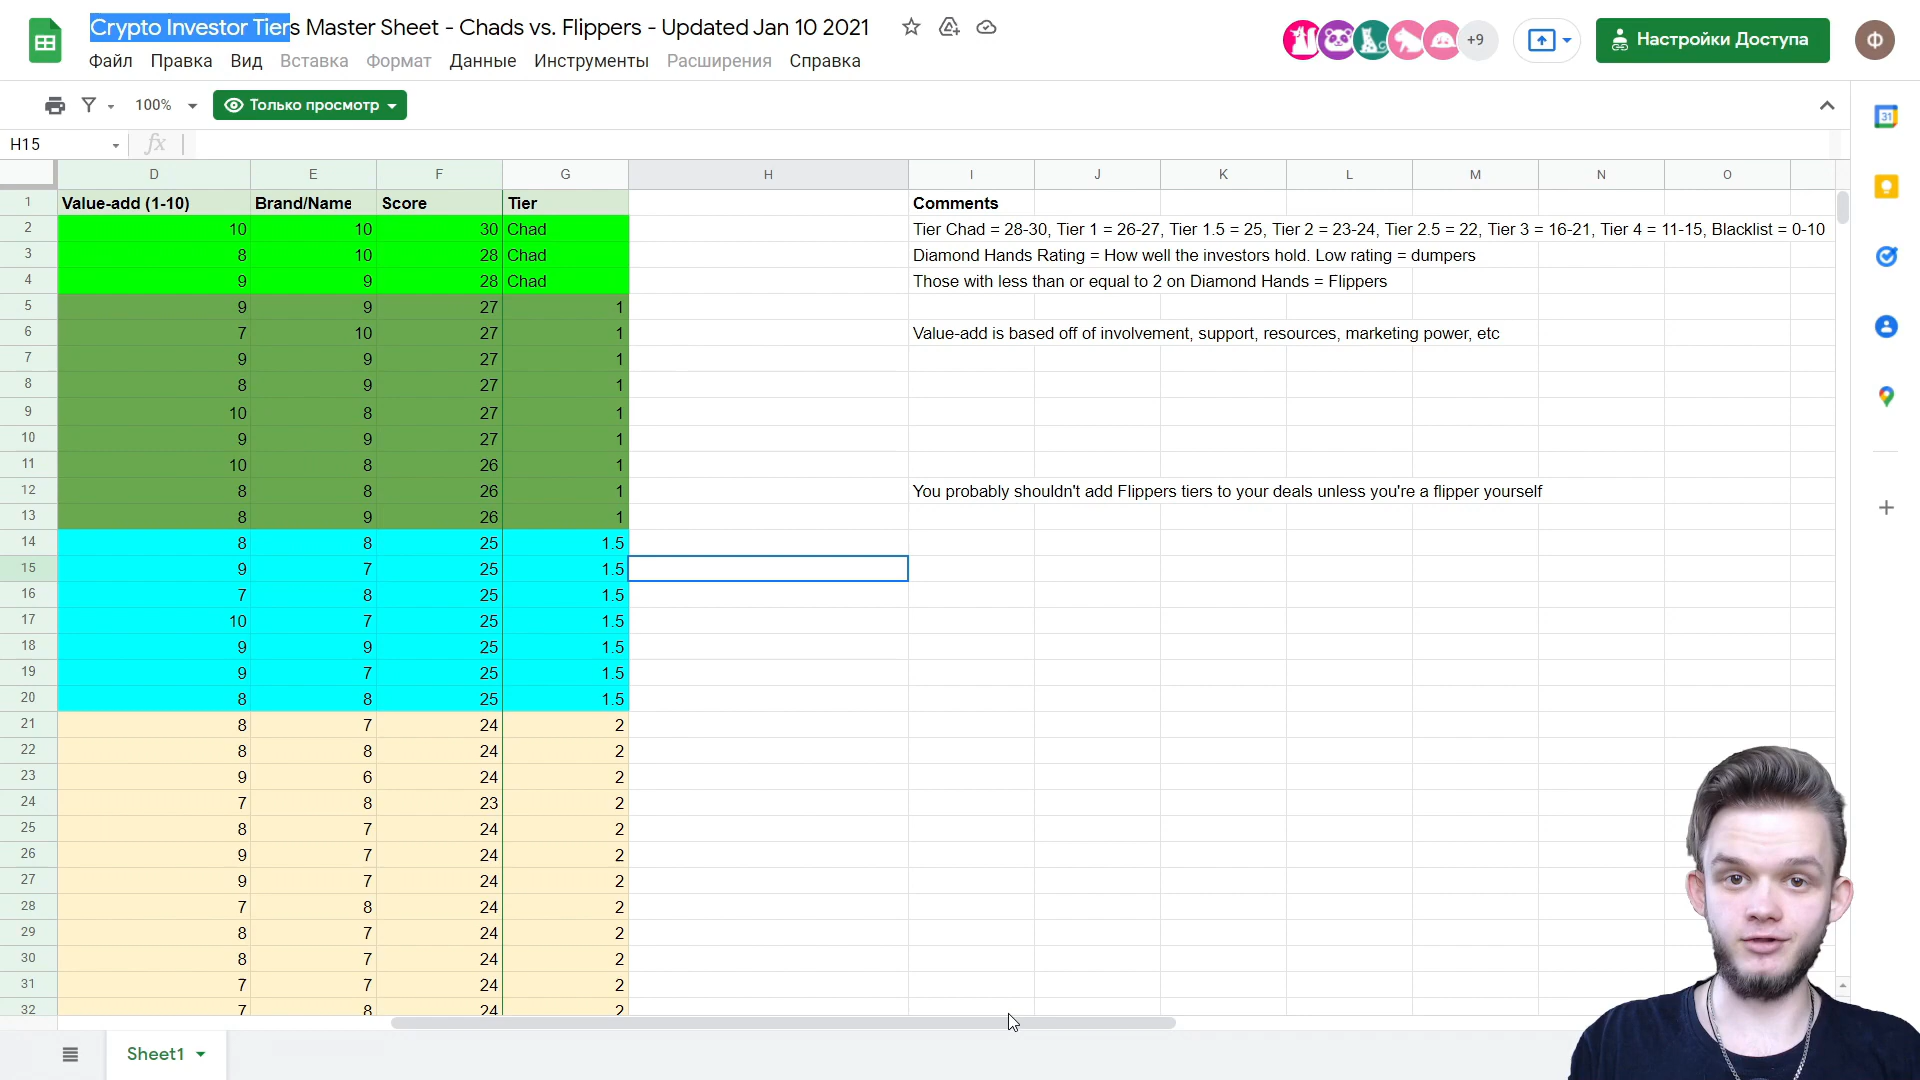 Crypto Investor Tiers Master Sheet - Chads vs. Flippers - Updated Jan 10 2021
Файл Правка Вид Вставка Формат Данные Инструменты Расширения Справка
+9
Настройки Доступа
Ф
100%
Только просмотр
31
H15
fx
D E F G H I J K L M N O
1 Value-add (1-10) Brand/Name Score Tier Comments
2 10 10 30 Chad Tier Chad = 28-30, Tier 1 = 26-27, Tier 1.5 = 25, Tier 2 = 23-24, Tier 2.5 = 22, Tier 3 = 16-21, Tier 4 = 11-15, Blacklist = 0-10
3 8 10 28 Chad Diamond Hands Rating = How well the investors hold. Low rating = dumpers
4 9 9 28 Chad Those with less than or equal to 2 on Diamond Hands = Flippers
5 9 9 27 1
6 7 10 27 1 Value-add is based off of involvement, support, resources, marketing power, etc
7 9 9 27 1
8 8 9 27 1
9 10 8 27 1
10 9 9 27 1
11 10 8 26 1
12 8 8 26 1 You probably shouldn't add Flippers tiers to your deals unless you're a flipper yourself
13 8 9 26 1
14 8 8 25 1.5
15 9 7 25 1.5
16 7 8 25 1.5
17 10 7 25 1.5
18 9 9 25 1.5
19 9 7 25 1.5
20 8 8 25 1.5
21 8 7 24 2
22 8 8 24 2
23 9 6 24 2
24 7 8 23 2
25 8 7 24 2
26 9 7 24 2
27 9 7 24 2
28 7 8 24 2
29 8 7 24 2
30 8 7 24 2
31 7 7 24 2
32 7 8 24 2
Sheet1